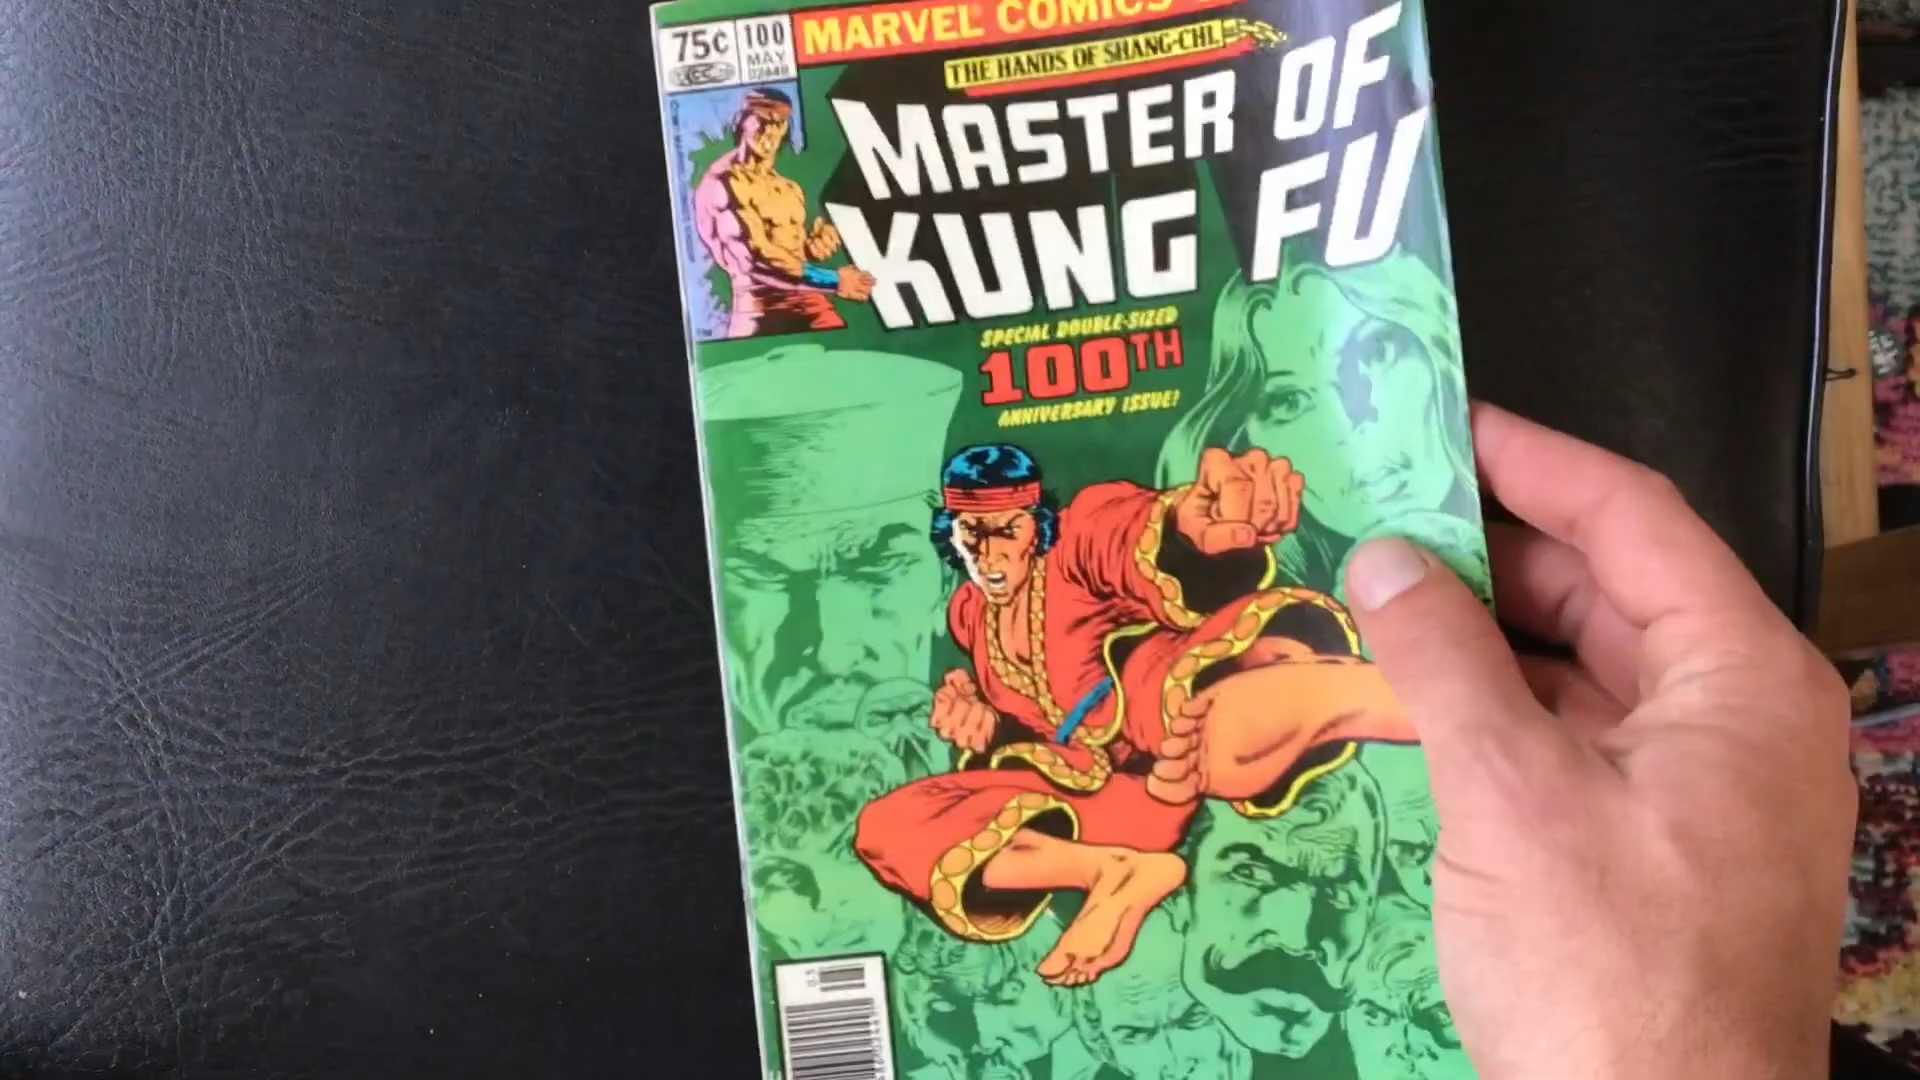 75¢
100
MAY
02448
MARVEL COMICS
THE HANDS OF SHANG-CHI,
MASTER OF
KUNG FU
SPECIAL DOUBLE-SIZED
100TH
ANNIVERSARY ISSUE!